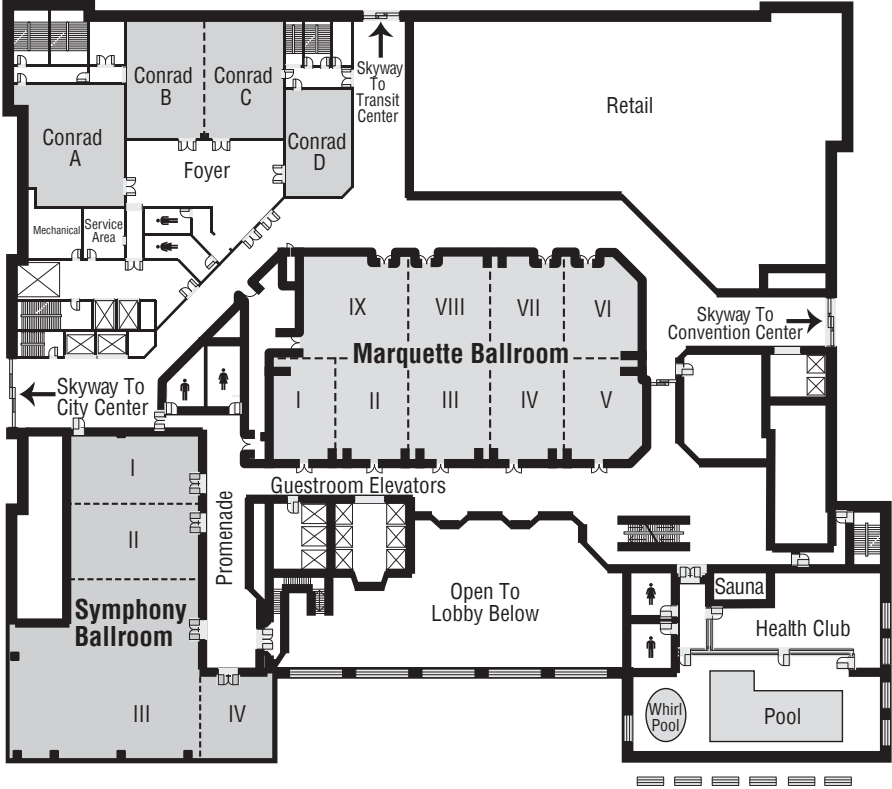 Conrad
B
Conrad
C
Skyway
To
Transit
Center
Retail
Conrad
A
Conrad
D
Foyer
Mechanical
Service
Area
IX
VIII
VII
VI
Skyway To
Convention Center
Marquette Ballroom
Skyway To
City Center
I
II
III
IV
V
I
Guestroom Elevators
II
Promenade
Open To
Lobby Below
Sauna
Symphony
Ballroom
Health Club
III
IV
Whirl
Pool
Pool